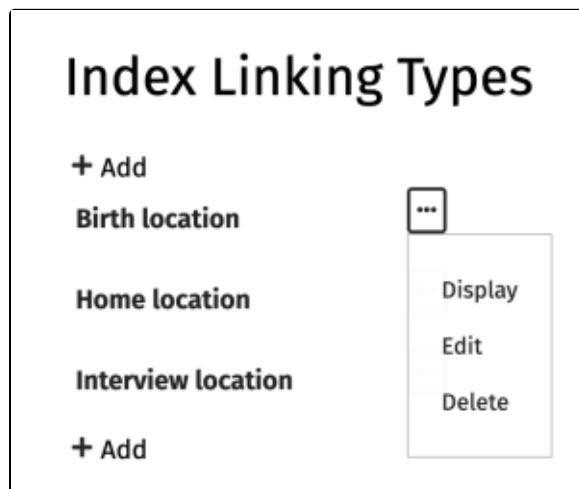 Index Linking Types
+ Add
Birth location
...
Home location
Display
Edit
Interview location
Delete
+ Add